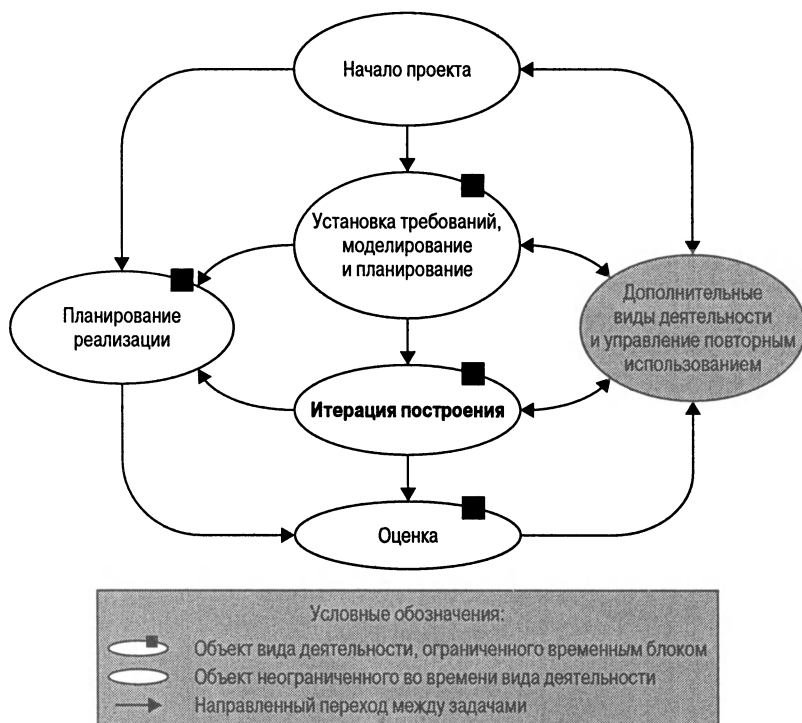 Начало проекта
Установка требований,
моделирование
и планирование
Планирование
реализации
Дополнительные
виды деятельности
и управление повторным
использованием
Итерация построения
Оценка
Условные обозначения:
Объект вида деятельности, ограниченного временным блоком
Объект неограниченного во времени вида деятельности
Направленный переход между задачами